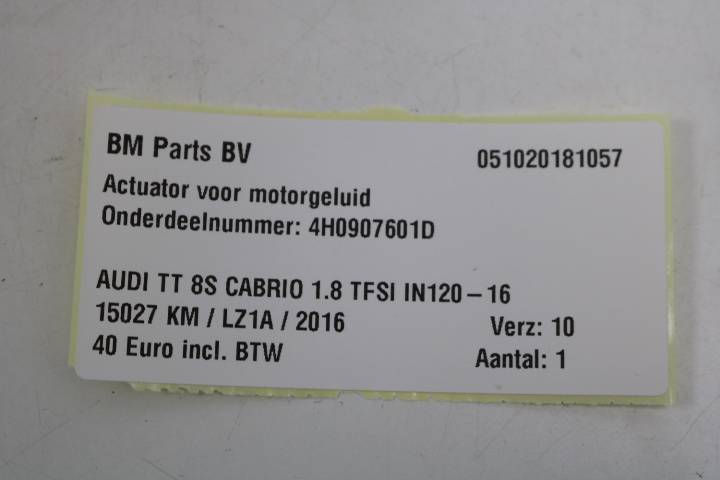 BM Parts BV 051020181057
Actuator voor motorgeluid
Onderdeelnummer: 4H0907601D
AUDI TT 8S CABRIO 1.8 TFSI IN120-16
15027 KM / LZ1A / 2016 Verz: 10
40 Euro incl. BTW Aantal: 1